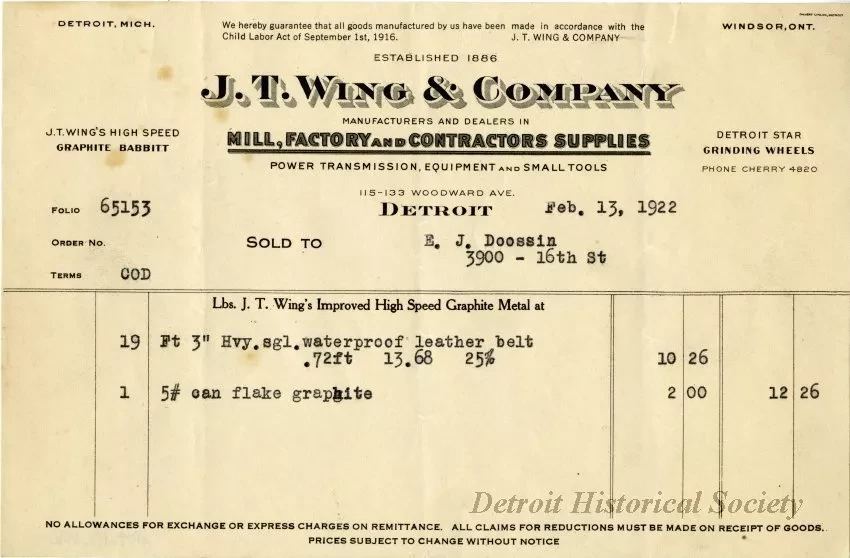 DETROIT, MICH.
We hereby guarantee that all goods manufactured by us have been made in accordance with the
Child Labor Act of September 1st, 1916. J. T. WING & COMPANY
WINDSOR, ONT.
ESTABLISHED 1886
J. T. WING & COMPANY
MANUFACTURERS AND DEALERS IN
MILL, FACTORY AND CONTRACTORS SUPPLIES
POWER TRANSMISSION, EQUIPMENT AND SMALL TOOLS
J. T. WING'S HIGH SPEED
GRAPHITE BABBITT
DETROIT STAR
GRINDING WHEELS
PHONE CHERRY 4820
115-133 WOODWARD AVE.
DETROIT Feb. 13, 1922
FOLIO 65153
ORDER NO.
SOLD TO E. J. Doossin
3900 - 16th St
TERMS COD
Lbs. J. T. Wing's Improved High Speed Graphite Metal at
19 Ft 3" Hvy.sgl.waterproof leather belt
.72ft 13.68 25% 10 26
1 5# can flake graphite 2 00 12 26
Detroit Historical Society
NO ALLOWANCES FOR EXCHANGE OR EXPRESS CHARGES ON REMITTANCE. ALL CLAIMS FOR REDUCTIONS MUST BE MADE ON RECEIPT OF GOODS.
PRICES SUBJECT TO CHANGE WITHOUT NOTICE